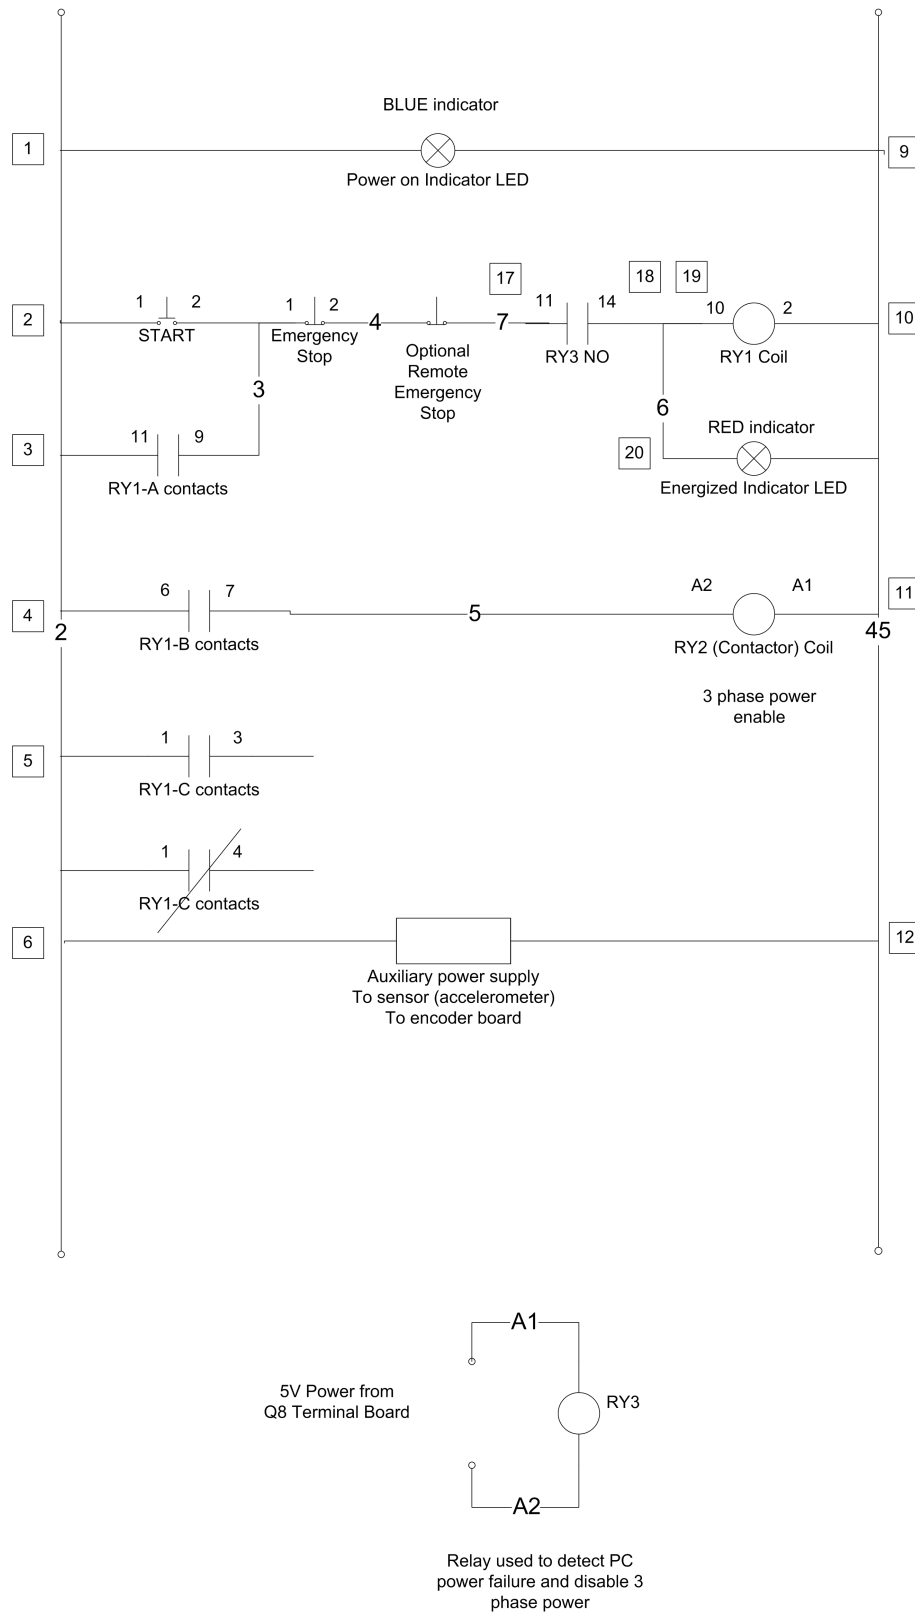 BLUE indicator
1
9
Power on Indicator LED
17
18
19
1 2
1 2
11 14
10 2
2
4
7
10
START
Emergency
Stop
Optional
Remote
Emergency
Stop
RY3 NO
RY1 Coil
3
6
RED indicator
3
11 9
20
RY1-A contacts
Energized Indicator LED
6 7
A2 A1
11
4
5
2
45
RY1-B contacts
RY2 (Contactor) Coil
3 phase power
enable
1 3
5
RY1-C contacts
1 4
RY1-C contacts
6
12
Auxiliary power supply
To sensor (accelerometer)
To encoder board
A1
5V Power from
Q8 Terminal Board
RY3
A2
Relay used to detect PC
power failure and disable 3
phase power